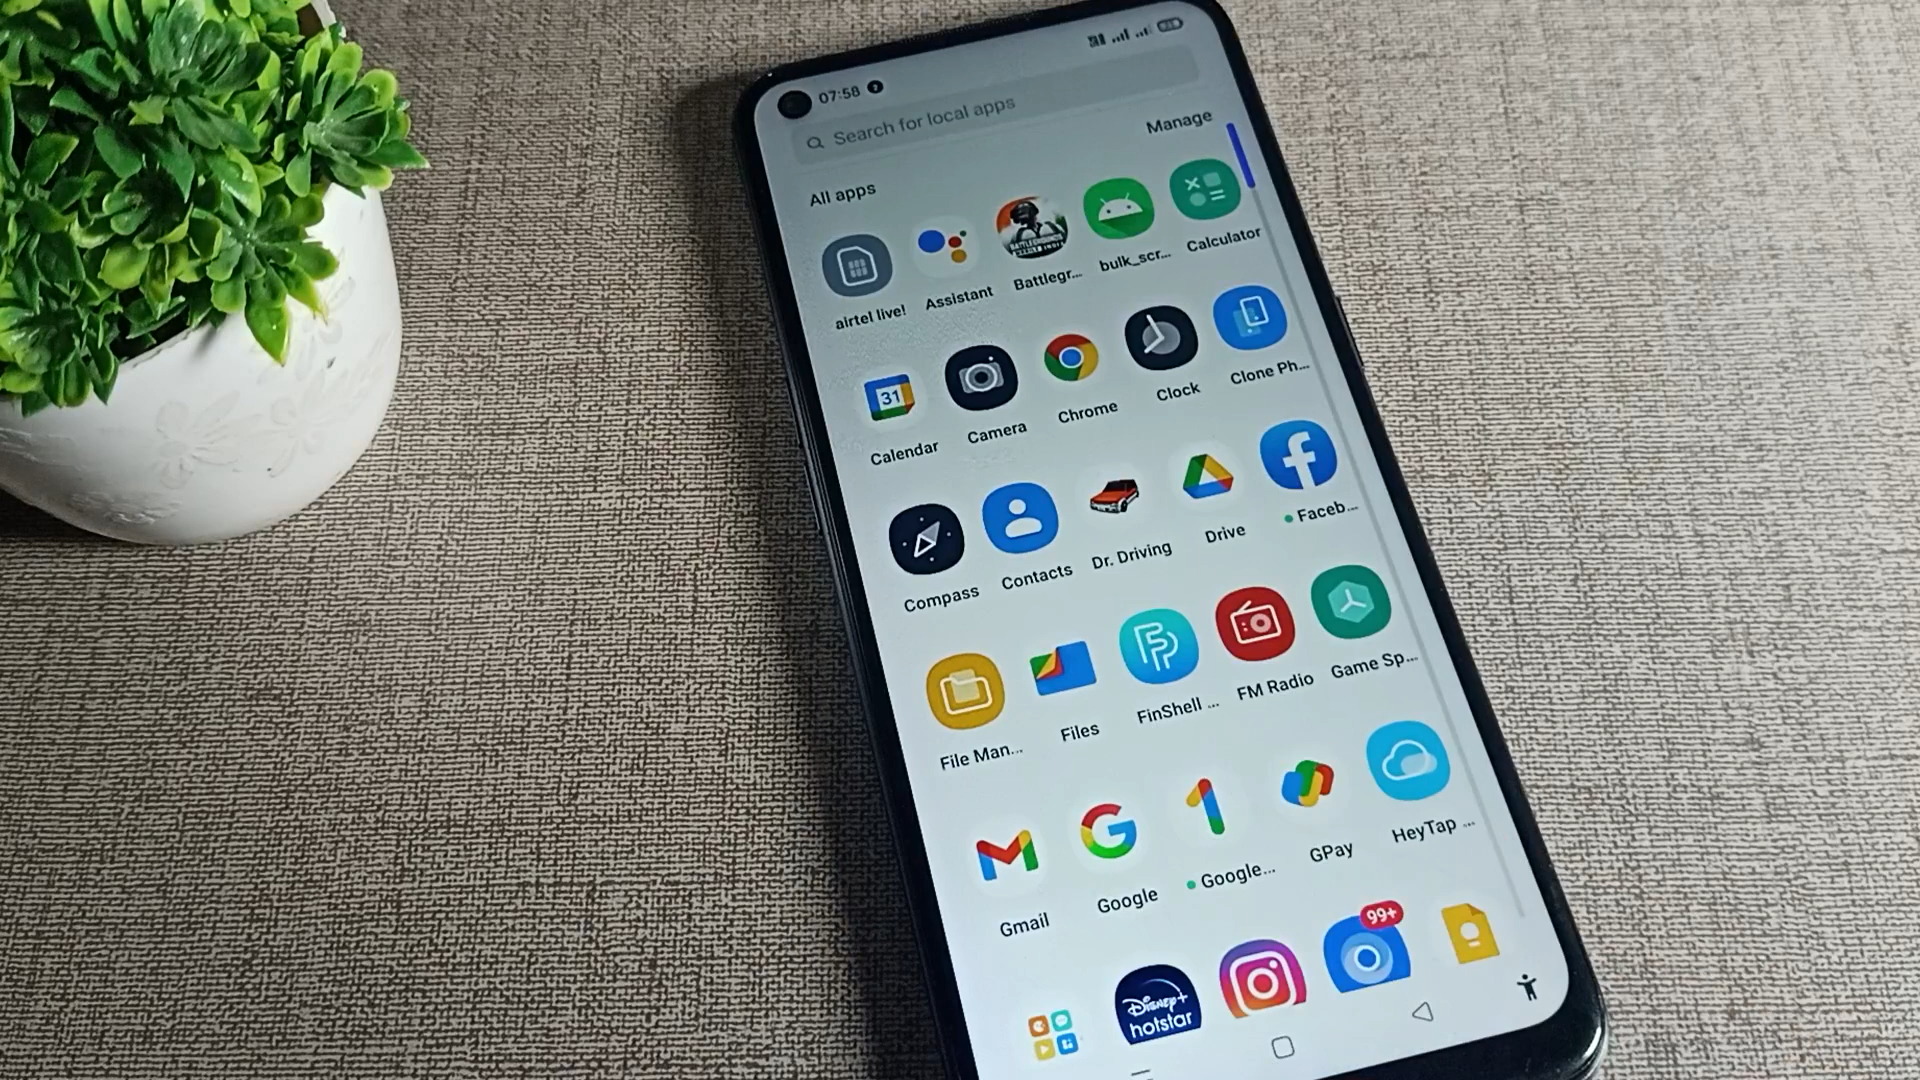 07:58
Search for local apps
Manage
All apps
airtel live!
Assistant
Battlegr...
bulk_scr...
Calculator
31
Calendar
Camera
Chrome
Clock
Clone Ph...
Compass
Contacts
Dr. Driving
Drive
Faceb...
File Man...
Files
FinShell ...
FM Radio
Game Sp...
Gmail
Google
Google...
GPay
HeyTap ...
99+
Disney+
hotstar